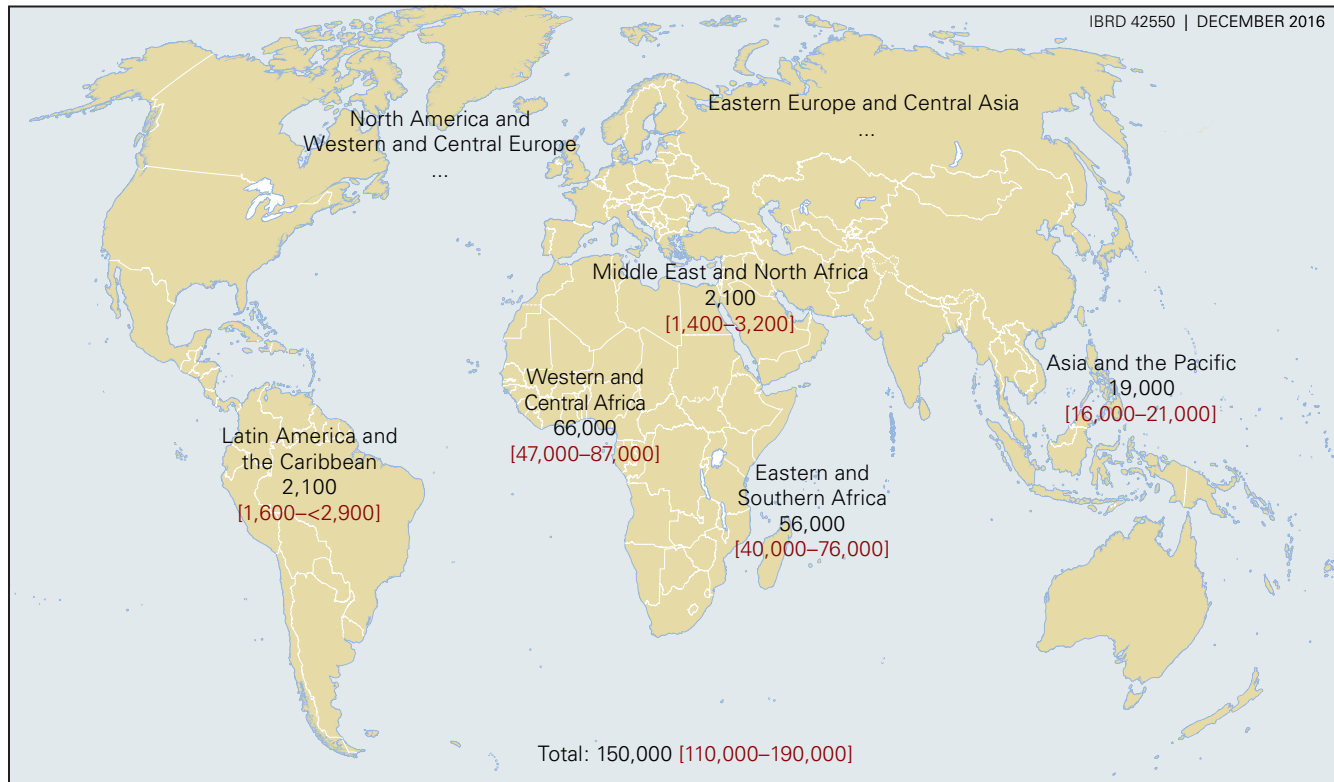 IBRD 42550 | DECEMBER 2016
North America and
Western and Central Europe
...
Eastern Europe and Central Asia
...
Middle East and North Africa
2,100
[1,400–3,200]
Western and
Central Africa
66,000
[47,000–87,000]
Asia and the Pacific
19,000
[16,000–21,000]
Latin America and
the Caribbean
2,100
[1,600–<2,900]
Eastern and
Southern Africa
56,000
[40,000–76,000]
Total: 150,000 [110,000–190,000]